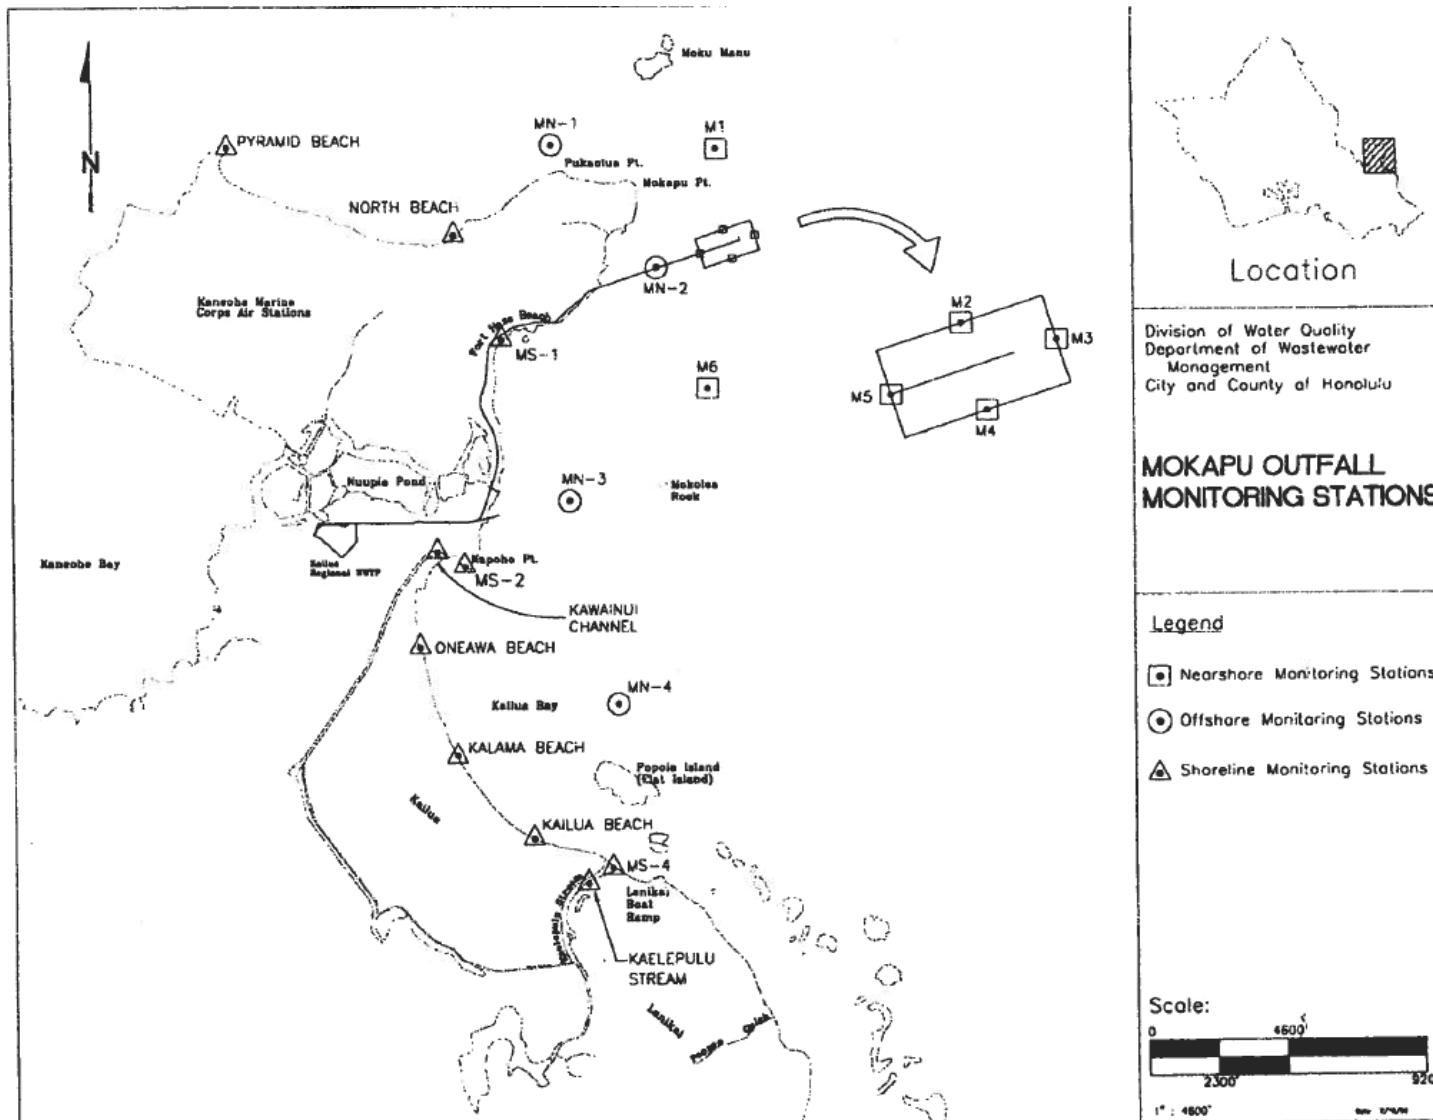 Moku Manu
MN-1
M1
PYRAMID BEACH
N
Pukaolua Pt.
Mokapu Pt.
NORTH BEACH
MN-2
Kaneohe Marine
Corps Air Stations
Fort Hase Beach
MS-1
M6
M2
M3
M5
M4
MN-3
Nuupia Pond
Mokolea
Rock
Kaneohe Bay
Kailua
Regional WWTP
Kapoho Pt.
MS-2
KAWAINUI
CHANNEL
ONEAWA BEACH
MN-4
Kailua Bay
KALAMA BEACH
Popoia Island
(Flat Island)
Kailua
KAILUA BEACH
MS-4
Lanikai
Boat
Ramp
KAELEPULU
STREAM
Lanikai
Location
Division of Water Quality
Department of Wastewater
Management
City and County of Honolulu
MOKAPU OUTFALL
MONITORING STATIONS
Legend
Nearshore Monitoring Stations
Offshore Monitoring Stations
Shoreline Monitoring Stations
Scale:
0
4600'
2300'
920
1" : 4600'